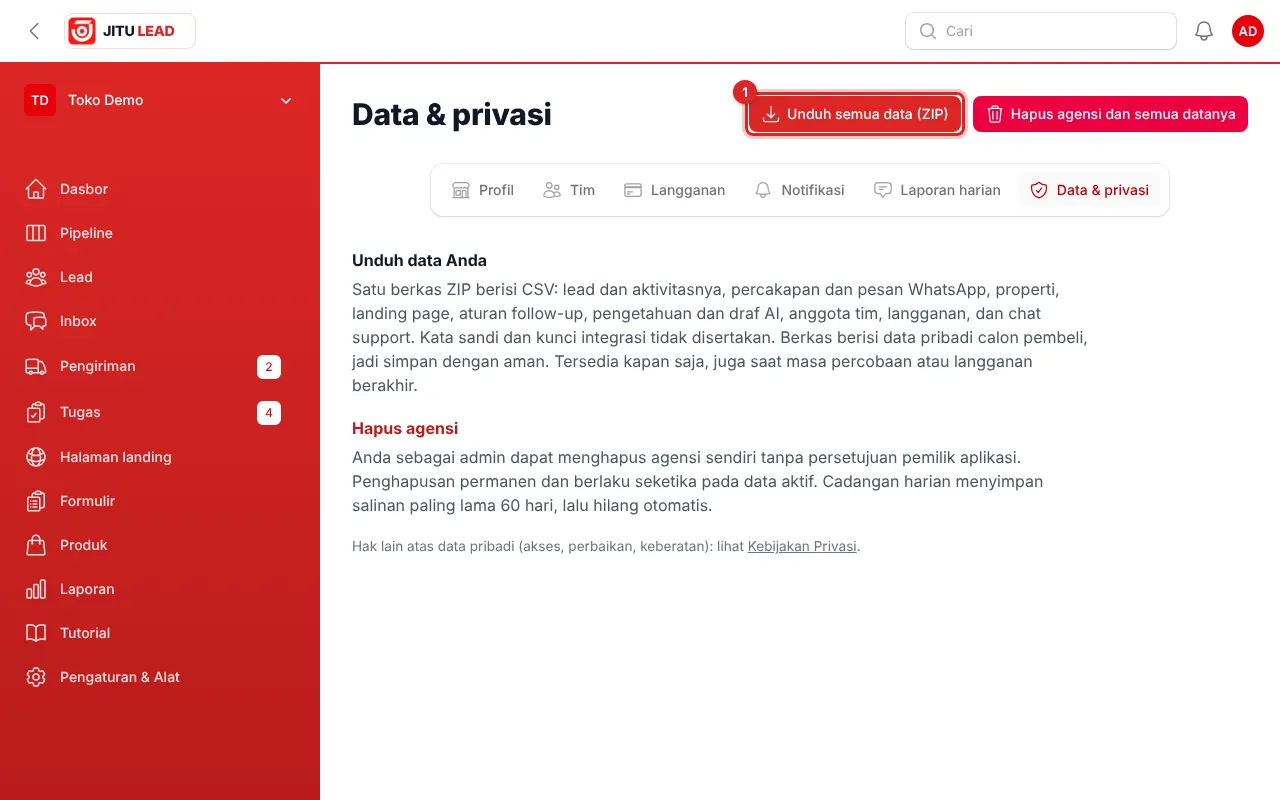 JITU LEAD
Cari
AD
TD
Toko Demo
Dasbor
Pipeline
Lead
Inbox
Pengiriman
2
Tugas
4
Halaman landing
Formulir
Produk
Laporan
Tutorial
Pengaturan & Alat
Data & privasi
1
Unduh semua data (ZIP)
Hapus agensi dan semua datanya
Profil
Tim
Langganan
Notifikasi
Laporan harian
Data & privasi
Unduh data Anda
Satu berkas ZIP berisi CSV: lead dan aktivitasnya, percakapan dan pesan WhatsApp, properti,
landing page, aturan follow-up, pengetahuan dan draf AI, anggota tim, langganan, dan chat
support. Kata sandi dan kunci integrasi tidak disertakan. Berkas berisi data pribadi calon pembeli,
jadi simpan dengan aman. Tersedia kapan saja, juga saat masa percobaan atau langganan
berakhir.
Hapus agensi
Anda sebagai admin dapat menghapus agensi sendiri tanpa persetujuan pemilik aplikasi.
Penghapusan permanen dan berlaku seketika pada data aktif. Cadangan harian menyimpan
salinan paling lama 60 hari, lalu hilang otomatis.
Hak lain atas data pribadi (akses, perbaikan, keberatan): lihat Kebijakan Privasi.